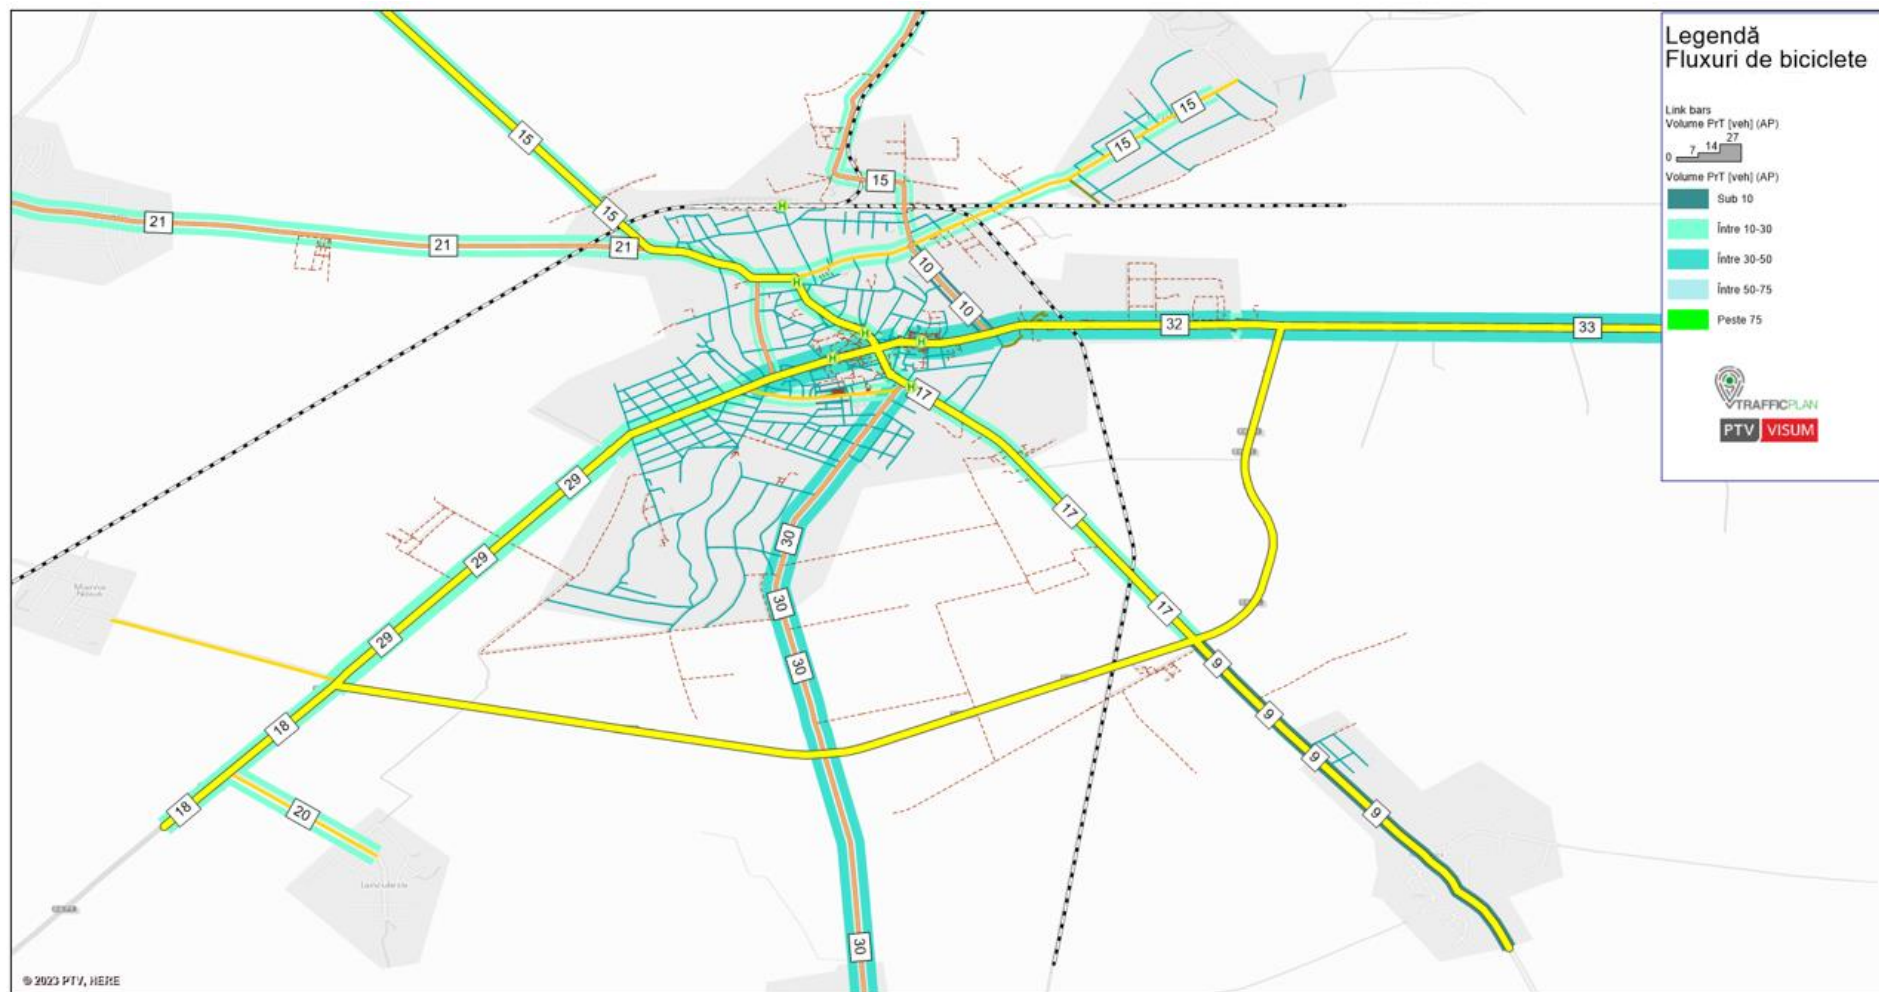 Legendă
Fluxuri de biciclete
Link bars
Volume PrT [veh] (AP)
0 7 14 27
Volume PrT [veh] (AP)
Sub 10
Între 10-30
Între 30-50
Între 50-75
Peste 75
TRAFFICPLAN
PTV VISUM
15
15
15
15
15
21
21
21
15
10
10
32
33
H
H
H
H
H
H
17
29
30
17
29
30
17
29
30
9
18
9
9
18
20
9
30
© 2023 PTV, HERE